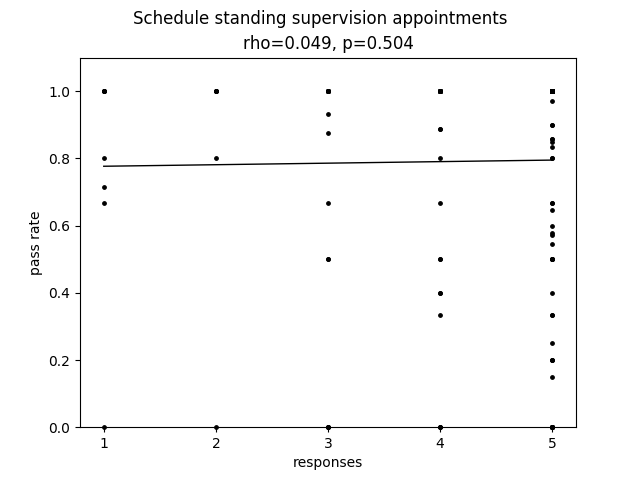 Schedule standing supervision appointments
rho=0.049, p=0.504
1.0
0.8
0.6
0.4
0.2
0.0
pass rate
1 2 3 4 5
responses